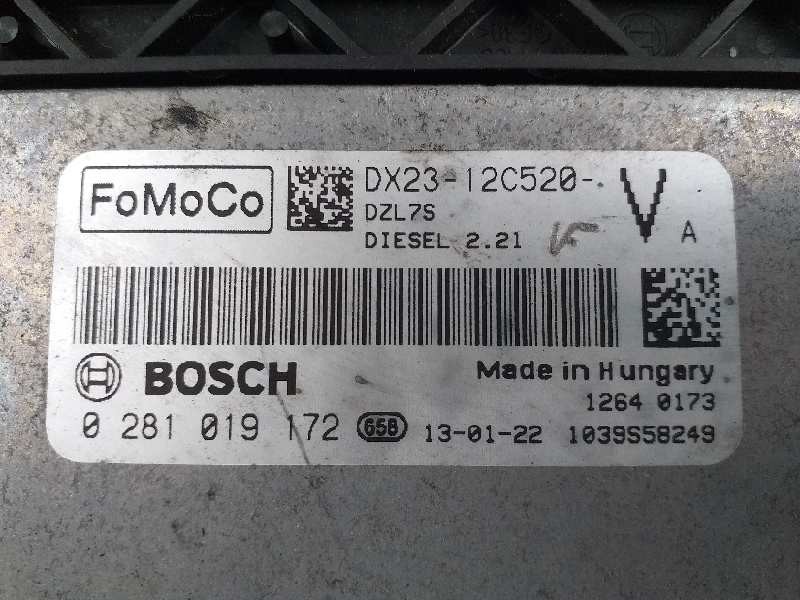 FoMoCo
DX23-12C520- V A
DZL7S
DIESEL 2.2l
BOSCH
Made in Hungary
1264 0173
0 281 019 172 658 13-01-22 1039S58249